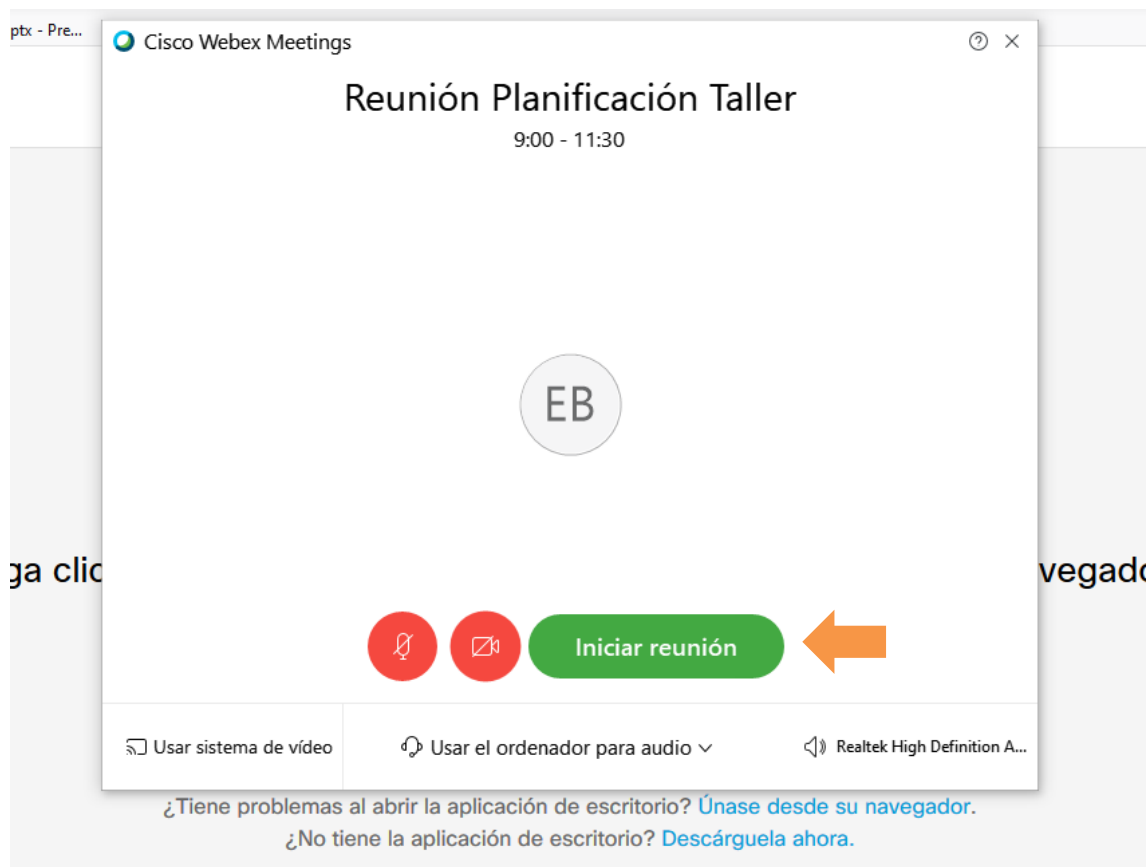 ptx - Pre...
Cisco Webex Meetings
Reunión Planificación Taller
9:00 - 11:30
EB
ga clic
vegado
Iniciar reunión
Usar sistema de vídeo
Usar el ordenador para audio
Realtek High Definition A...
¿Tiene problemas al abrir la aplicación de escritorio? Únase desde su navegador.
¿No tiene la aplicación de escritorio? Descárguela ahora.